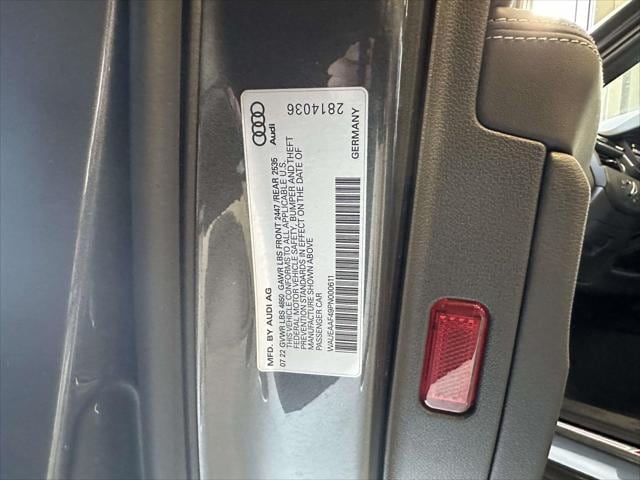 MFD. BY AUDI AG
07 22 GVWR LBS 4850 GAWR LBS FRONT 2447 /REAR 2535
THIS VEHICLE CONFORMS TO ALL APPLICABLE U.S.
FEDERAL MOTOR VEHICLE SAFETY, BUMPER AND THEFT
PREVENTION STANDARDS IN EFFECT ON THE DATE OF
MANUFACTURE SHOWN ABOVE
PASSENGER CAR
WAUEAAF49PN000611
Audi
GERMANY
2814036